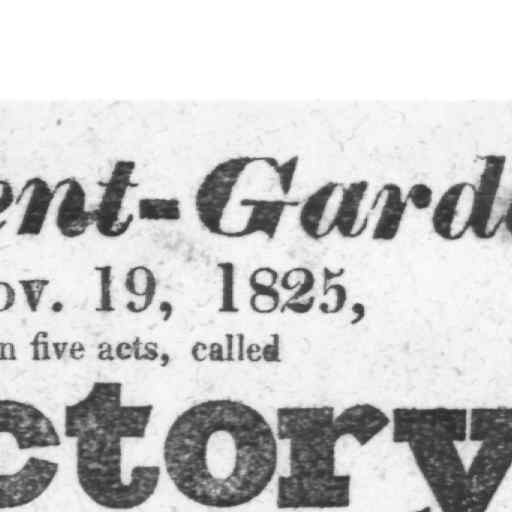 ent-Gard
ov. 19, 1825,
n five acts, called
ctory